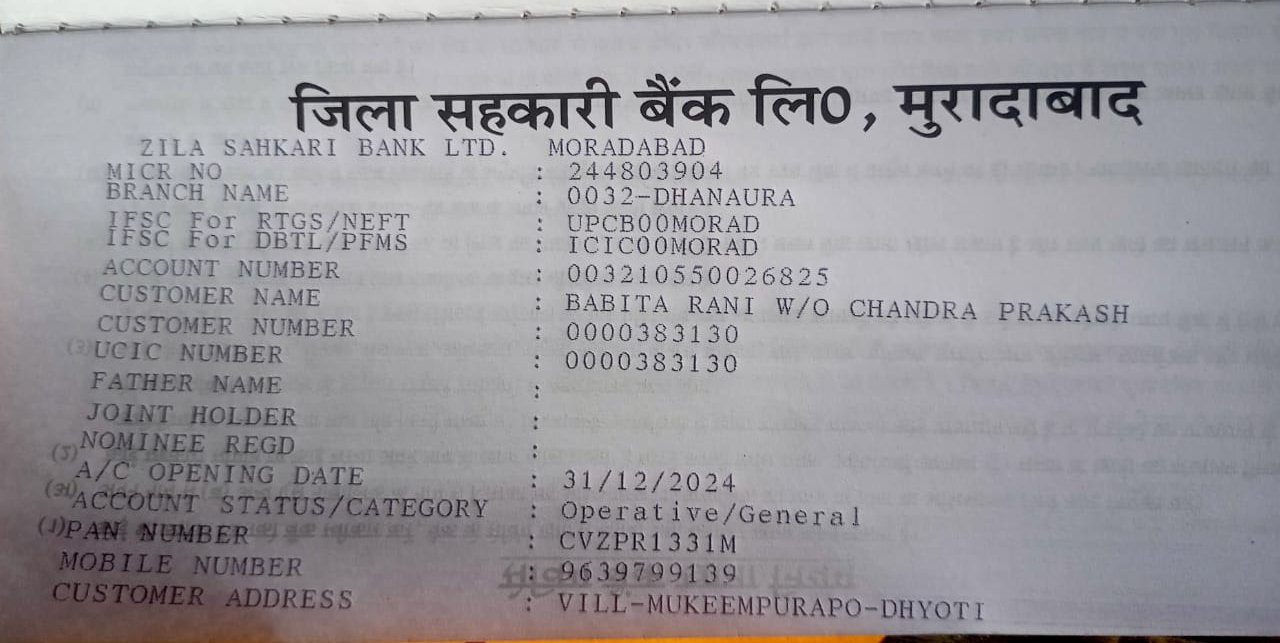 जिला सहकारी बैंक लि0, मुरादाबाद
ZILA SAHKARI BANK LTD. MORADABAD
MICR NO : 244803904
BRANCH NAME : 0032-DHANAURA
IFSC For RTGS/NEFT : UPCB00MORAD
IFSC For DBTL/PFMS : ICIC00MORAD
ACCOUNT NUMBER : 003210550026825
CUSTOMER NAME : BABITA RANI W/O CHANDRA PRAKASH
CUSTOMER NUMBER : 0000383130
UCIC NUMBER : 0000383130
FATHER NAME :
JOINT HOLDER :
NOMINEE REGD :
A/C OPENING DATE : 31/12/2024
ACCOUNT STATUS/CATEGORY : Operative/General
PAN NUMBER : CVZPR1331M
MOBILE NUMBER : 9639799139
CUSTOMER ADDRESS : VILL-MUKEEMPURAPO-DHYOTI